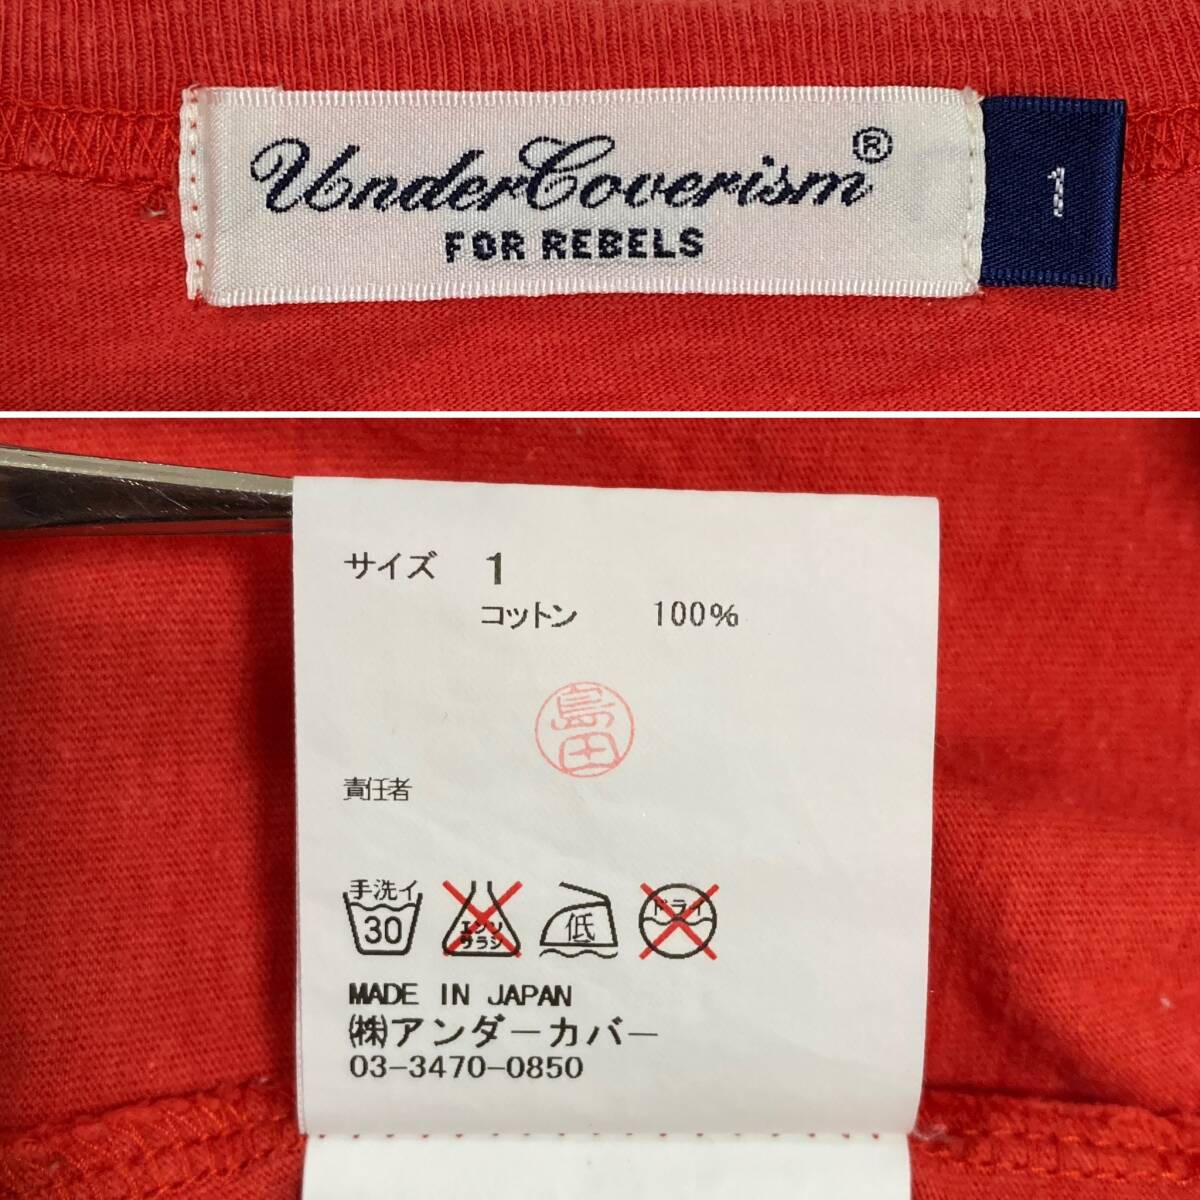 UnderCoverism®
FOR REBELS
1
サイズ 1
コットン 100%
島田
責任者
手洗イ
30
エンソ
サラシ
低
ドライ
MADE IN JAPAN
㈱アンダーカバー
03-3470-0850